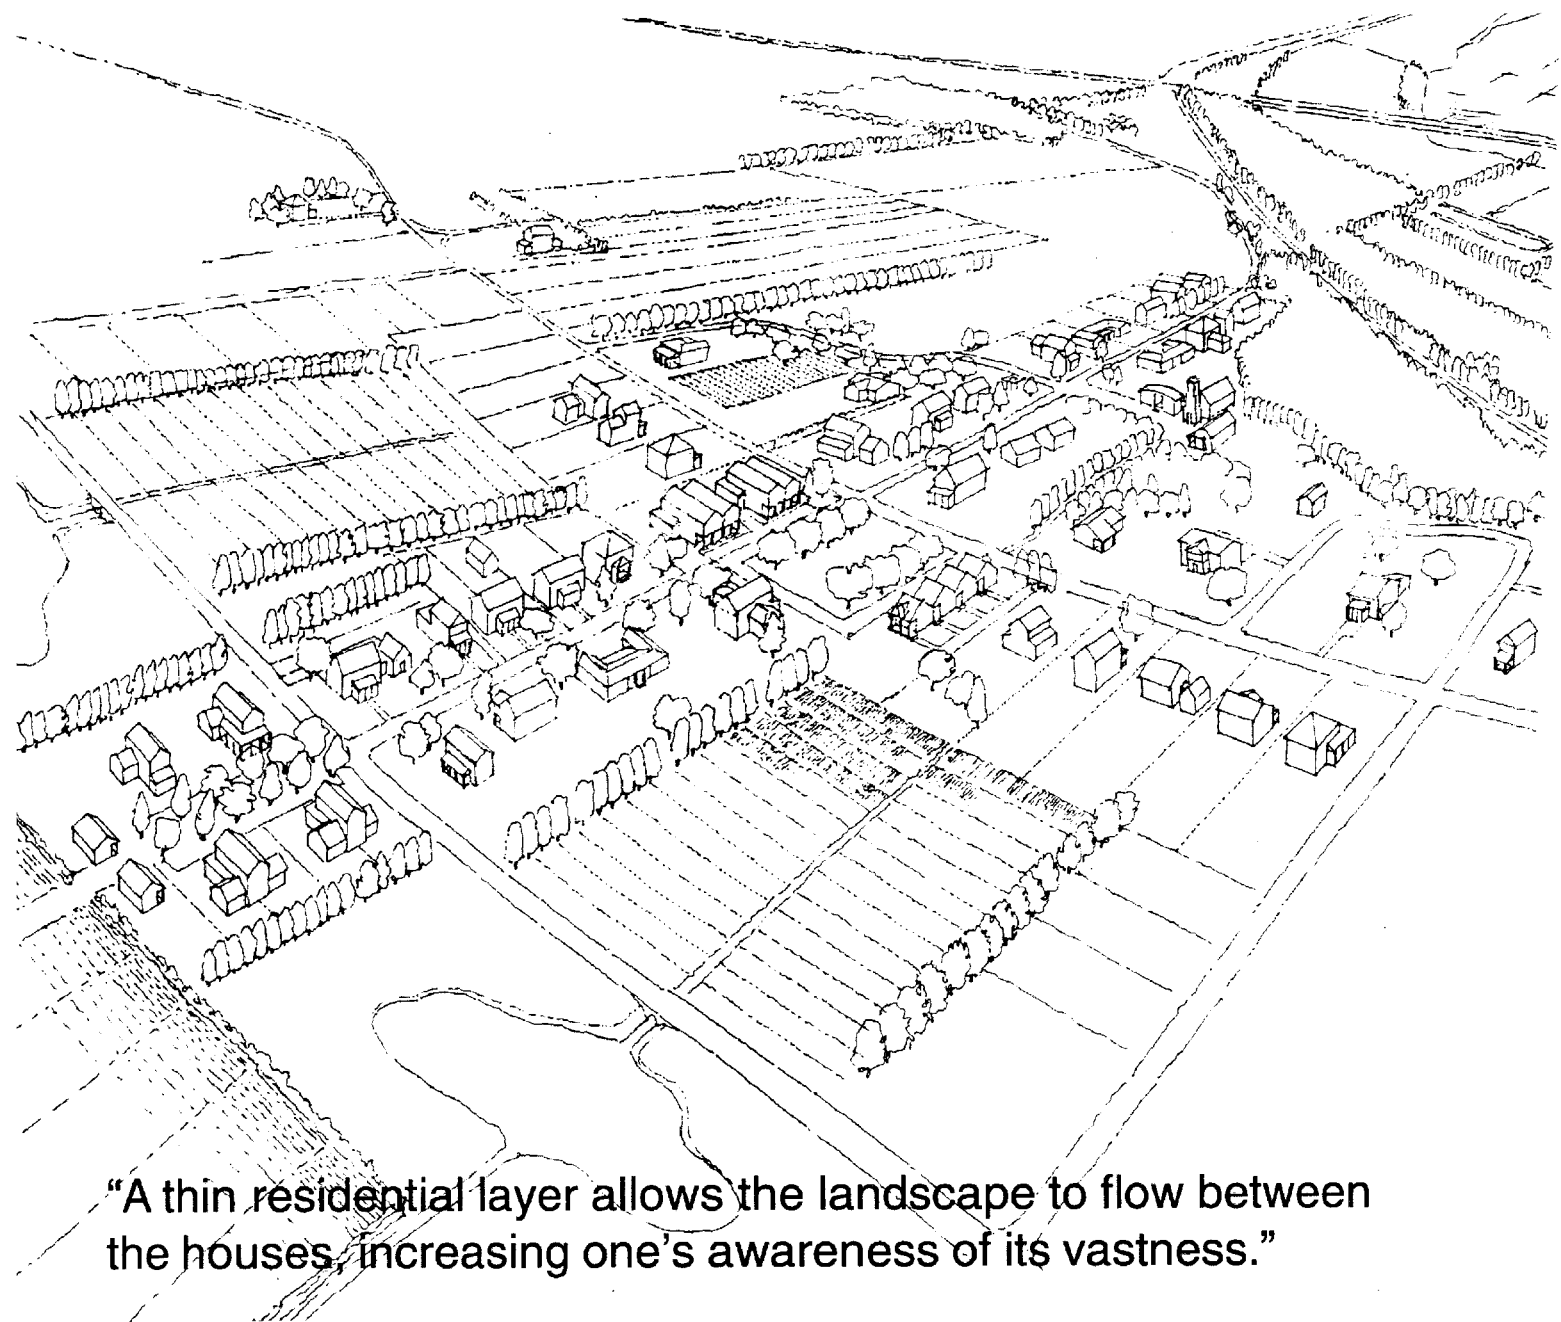 “A thin residential layer allows the landscape to flow between
the houses, increasing one’s awareness of its vastness.”